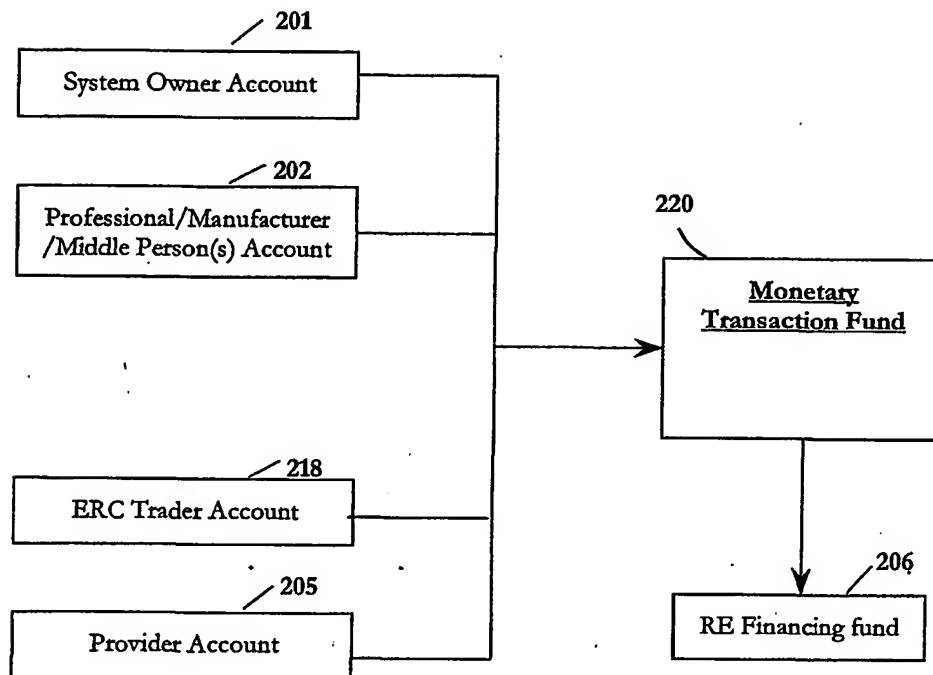 201
System Owner Account
202
Professional/Manufacturer
/Middle Person(s) Account
220
Monetary
Transaction Fund
218
ERC Trader Account
206
RE Financing fund
205
Provider Account